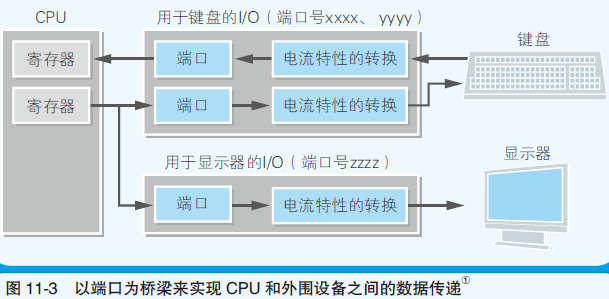 CPU
用于键盘的I/O（端口号xxxx、yyyy）
键盘
寄存器
端口
电流特性的转换
寄存器
端口
电流特性的转换
用于显示器的I/O（端口号zzzz）
显示器
端口
电流特性的转换
图 11-3 以端口为桥梁来实现 CPU 和外围设备之间的数据传递①